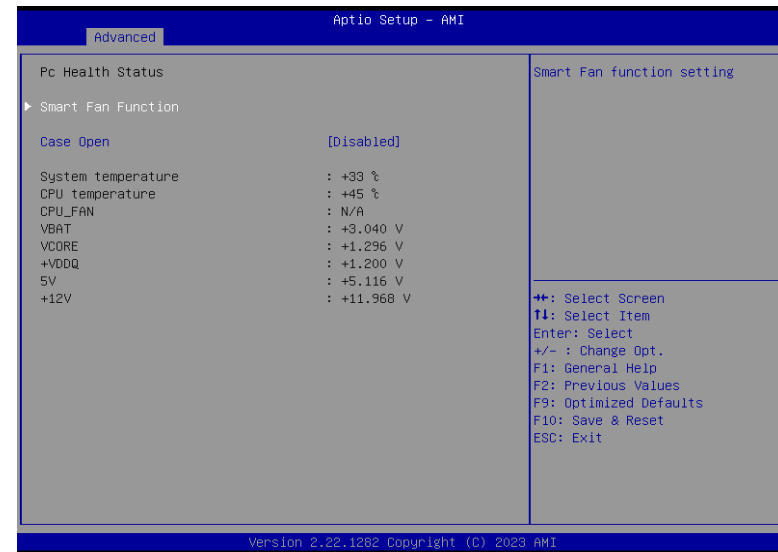 Aptio Setup – AMI
Advanced
Pc Health Status
Smart Fan Function
Case Open [Disabled]
System temperature : +33 ℃
CPU temperature : +45 ℃
CPU_FAN : N/A
VBAT : +3.040 V
VCORE : +1.296 V
+VDDQ : +1.200 V
5V : +5.116 V
+12V : +11.968 V
Smart Fan function setting
→←: Select Screen
↑↓: Select Item
Enter: Select
+/- : Change Opt.
F1: General Help
F2: Previous Values
F9: Optimized Defaults
F10: Save & Reset
ESC: Exit
Version 2.22.1282 Copyright (C) 2023 AMI